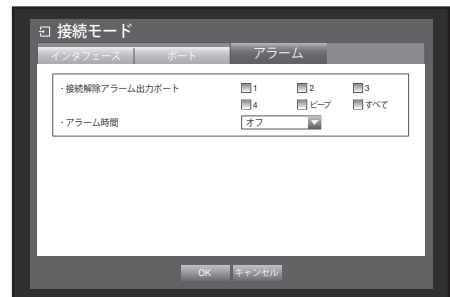 接続モード
インタフェース ポート アラーム
・接続解除アラーム出力ポート 1 2 3
4 ビープ すべて
・アラーム時間 オフ
OK キャンセル